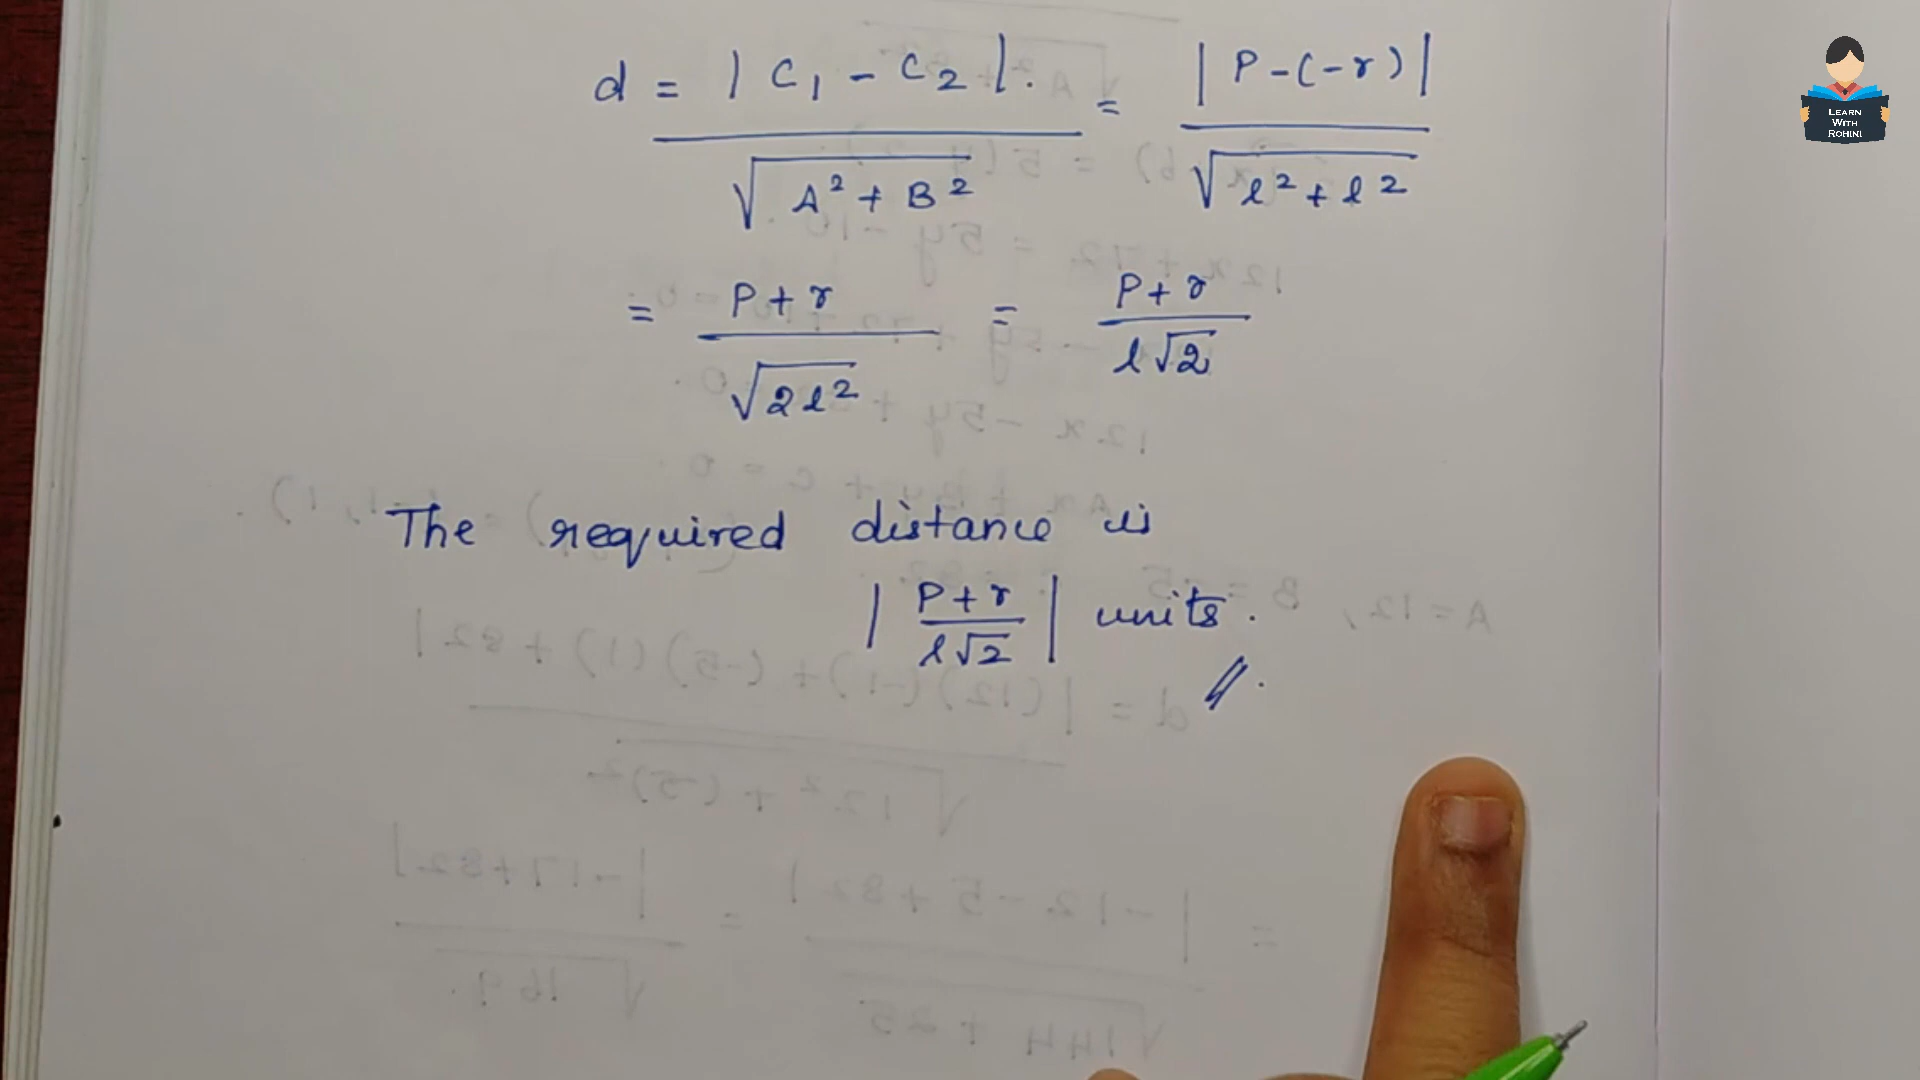 d = |C₁ - C₂|. / √(A² + B²) = |P-(-r)| / √(l² + l²)
= P+r / √(2l²) = P+r / l√2
The required distance is
| P+r / l√2 | units.
LEARN
WITH
ROHINI